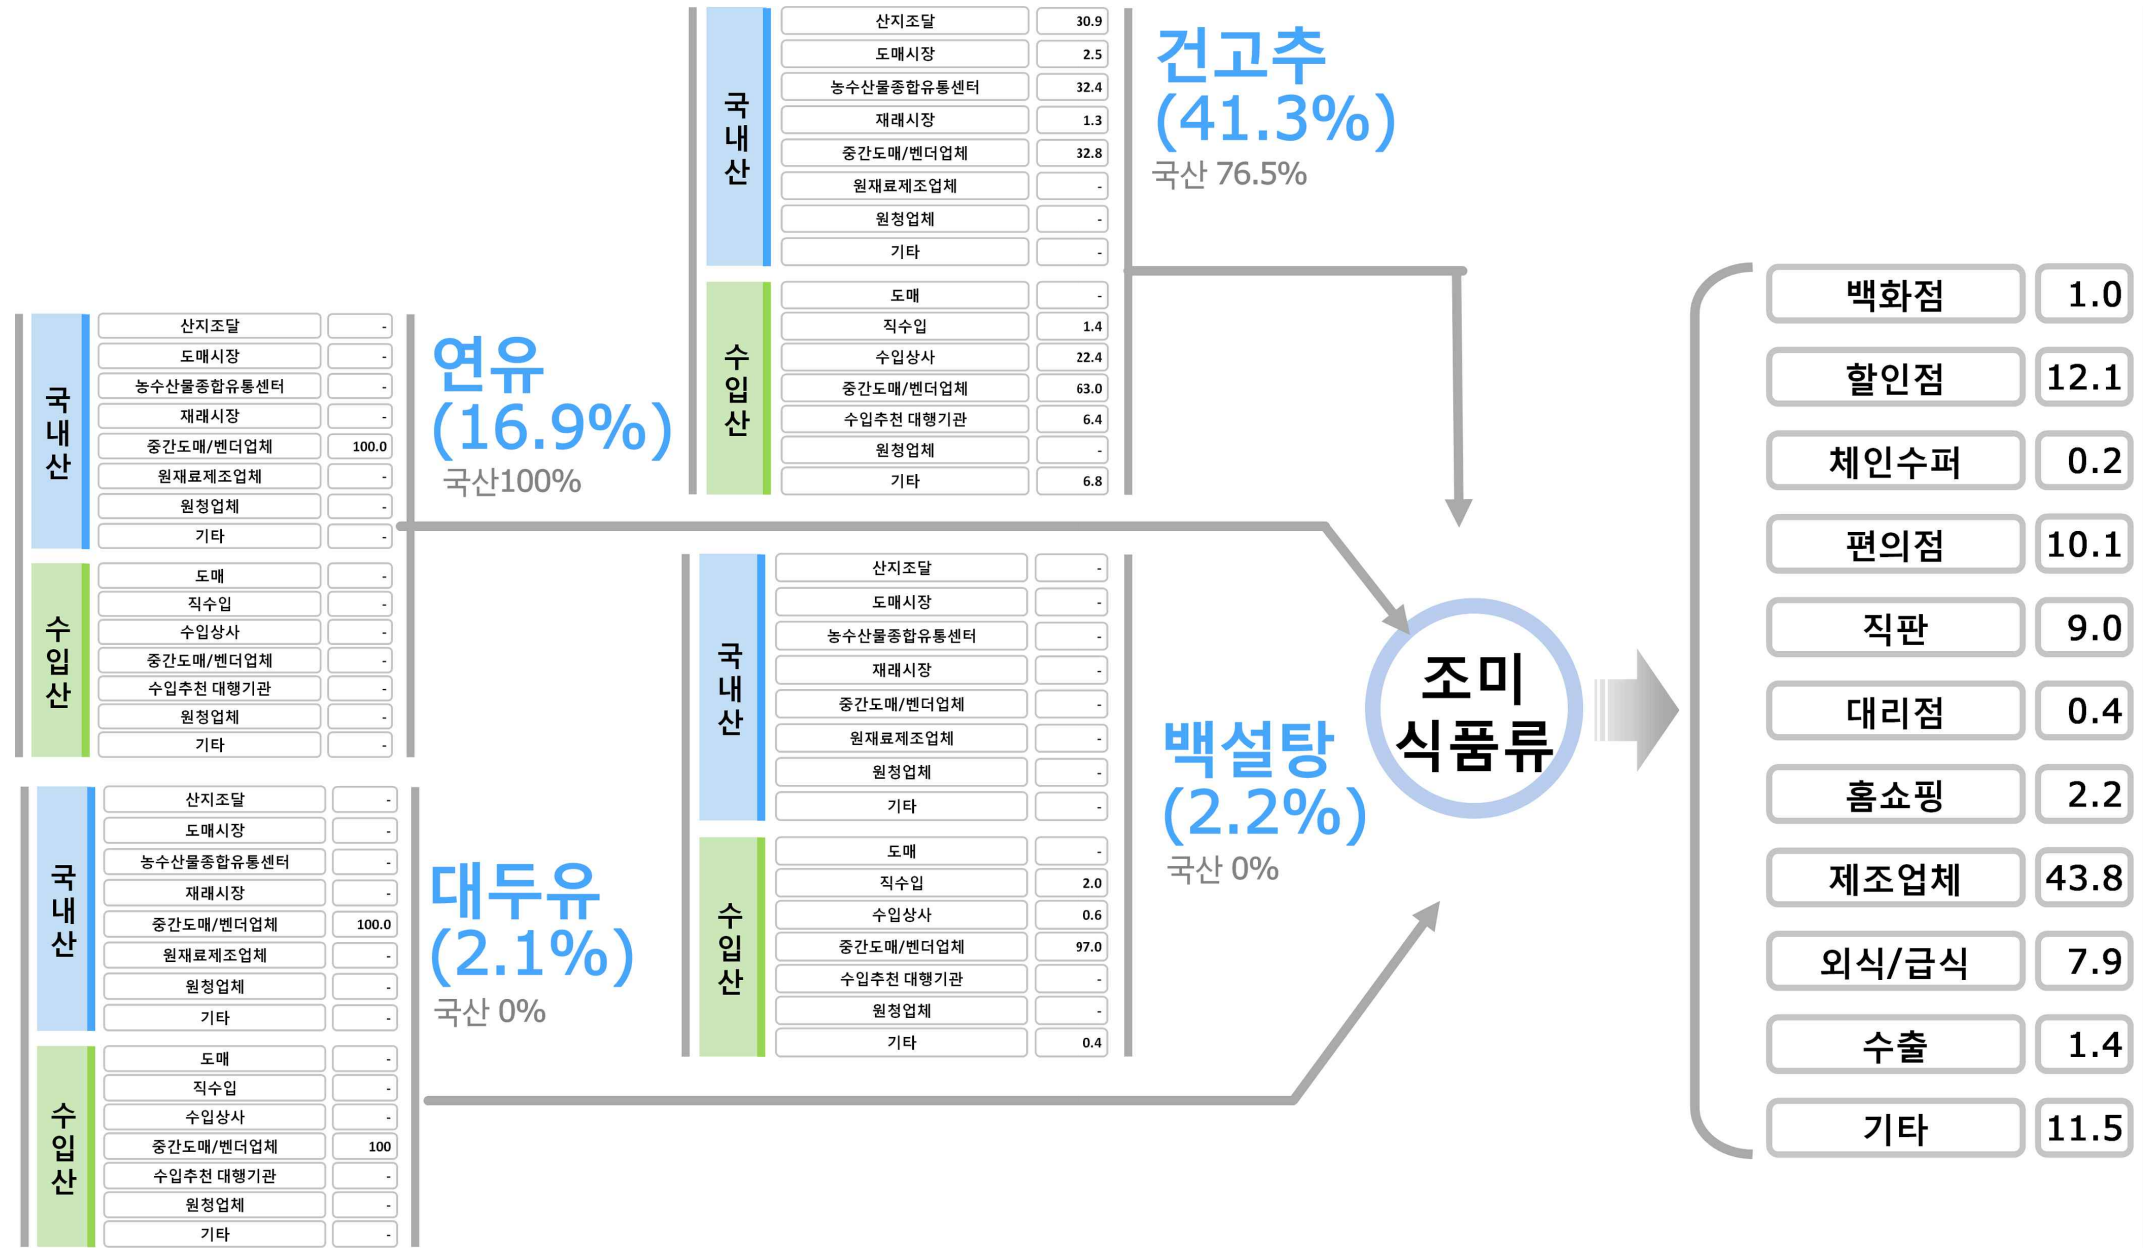 국내산
산지조달 30.9
도매시장 2.5
농수산물종합유통센터 32.4
재래시장 1.3
중간도매/벤더업체 32.8
원재료제조업체 -
원청업체 -
기타 -
수입산
도매 -
직수입 1.4
수입상사 22.4
중간도매/벤더업체 63.0
수입추천 대행기관 6.4
원청업체 -
기타 6.8
건고추
(41.3%)
국산 76.5%
국내산
산지조달 -
도매시장 -
농수산물종합유통센터 -
재래시장 -
중간도매/벤더업체 100.0
원재료제조업체 -
원청업체 -
기타 -
수입산
도매 -
직수입 -
수입상사 -
중간도매/벤더업체 -
수입추천 대행기관 -
원청업체 -
기타 -
연유
(16.9%)
국산100%
국내산
산지조달 -
도매시장 -
농수산물종합유통센터 -
재래시장 -
중간도매/벤더업체 -
원재료제조업체 -
원청업체 -
기타 -
수입산
도매 -
직수입 2.0
수입상사 0.6
중간도매/벤더업체 97.0
수입추천 대행기관 -
원청업체 -
기타 0.4
백설탕
(2.2%)
국산 0%
국내산
산지조달 -
도매시장 -
농수산물종합유통센터 -
재래시장 -
중간도매/벤더업체 100.0
원재료제조업체 -
원청업체 -
기타 -
수입산
도매 -
직수입 -
수입상사 -
중간도매/벤더업체 100
수입추천 대행기관 -
원청업체 -
기타 -
대두유
(2.1%)
국산 0%
조미
식품류
백화점 1.0
할인점 12.1
체인수퍼 0.2
편의점 10.1
직판 9.0
대리점 0.4
홈쇼핑 2.2
제조업체 43.8
외식/급식 7.9
수출 1.4
기타 11.5